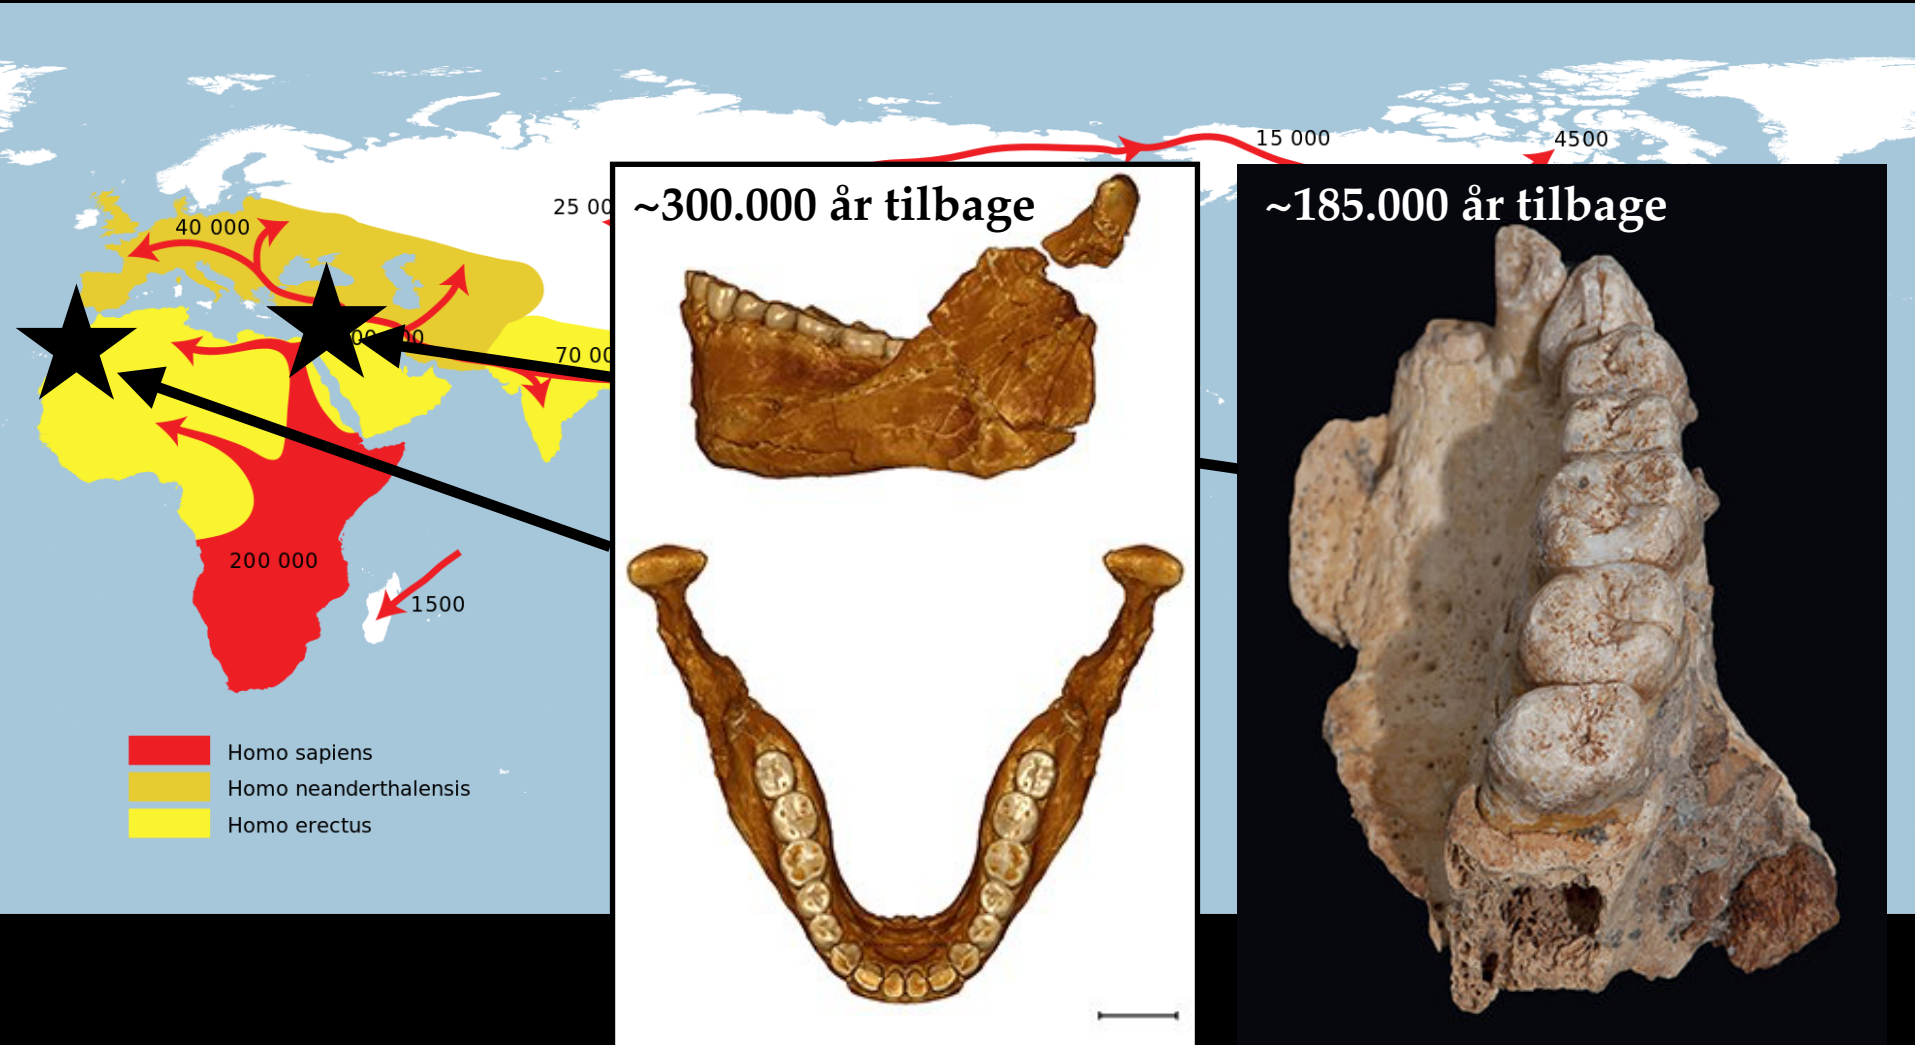 15 000
4500
~300.000 år tilbage
~185.000 år tilbage
25 00
40 000
70 00
200 000
1500
Homo sapiens
Homo neanderthalensis
Homo erectus